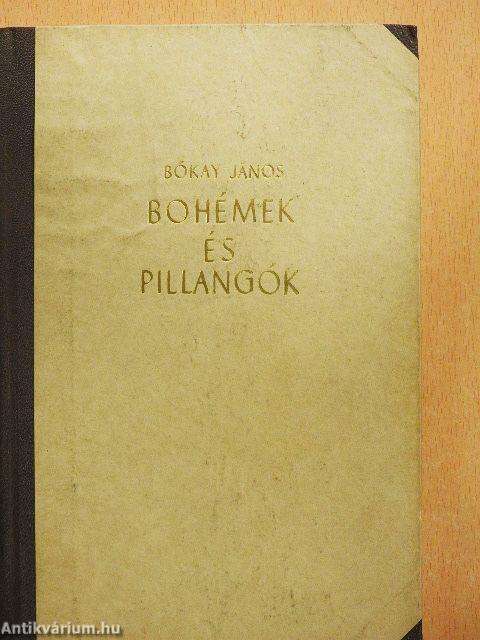 BÓKAY JÁNOS
BOHÉMEK
ÉS
PILLANGÓK
Antikvárium.hu